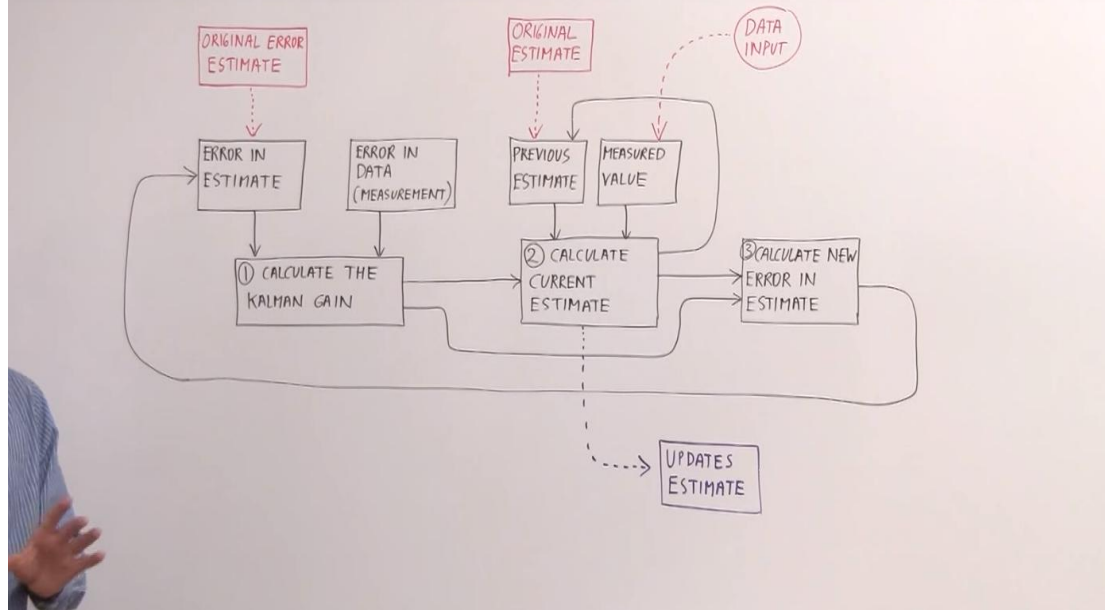 ORIGINAL ERROR
ESTIMATE
ORIGINAL
ESTIMATE
DATA
INPUT
ERROR IN
ESTIMATE
ERROR IN
DATA
(MEASUREMENT)
PREVIOUS
ESTIMATE
MEASURED
VALUE
① CALCULATE THE
KALMAN GAIN
② CALCULATE
CURRENT
ESTIMATE
③ CALCULATE NEW
ERROR IN
ESTIMATE
UPDATES
ESTIMATE